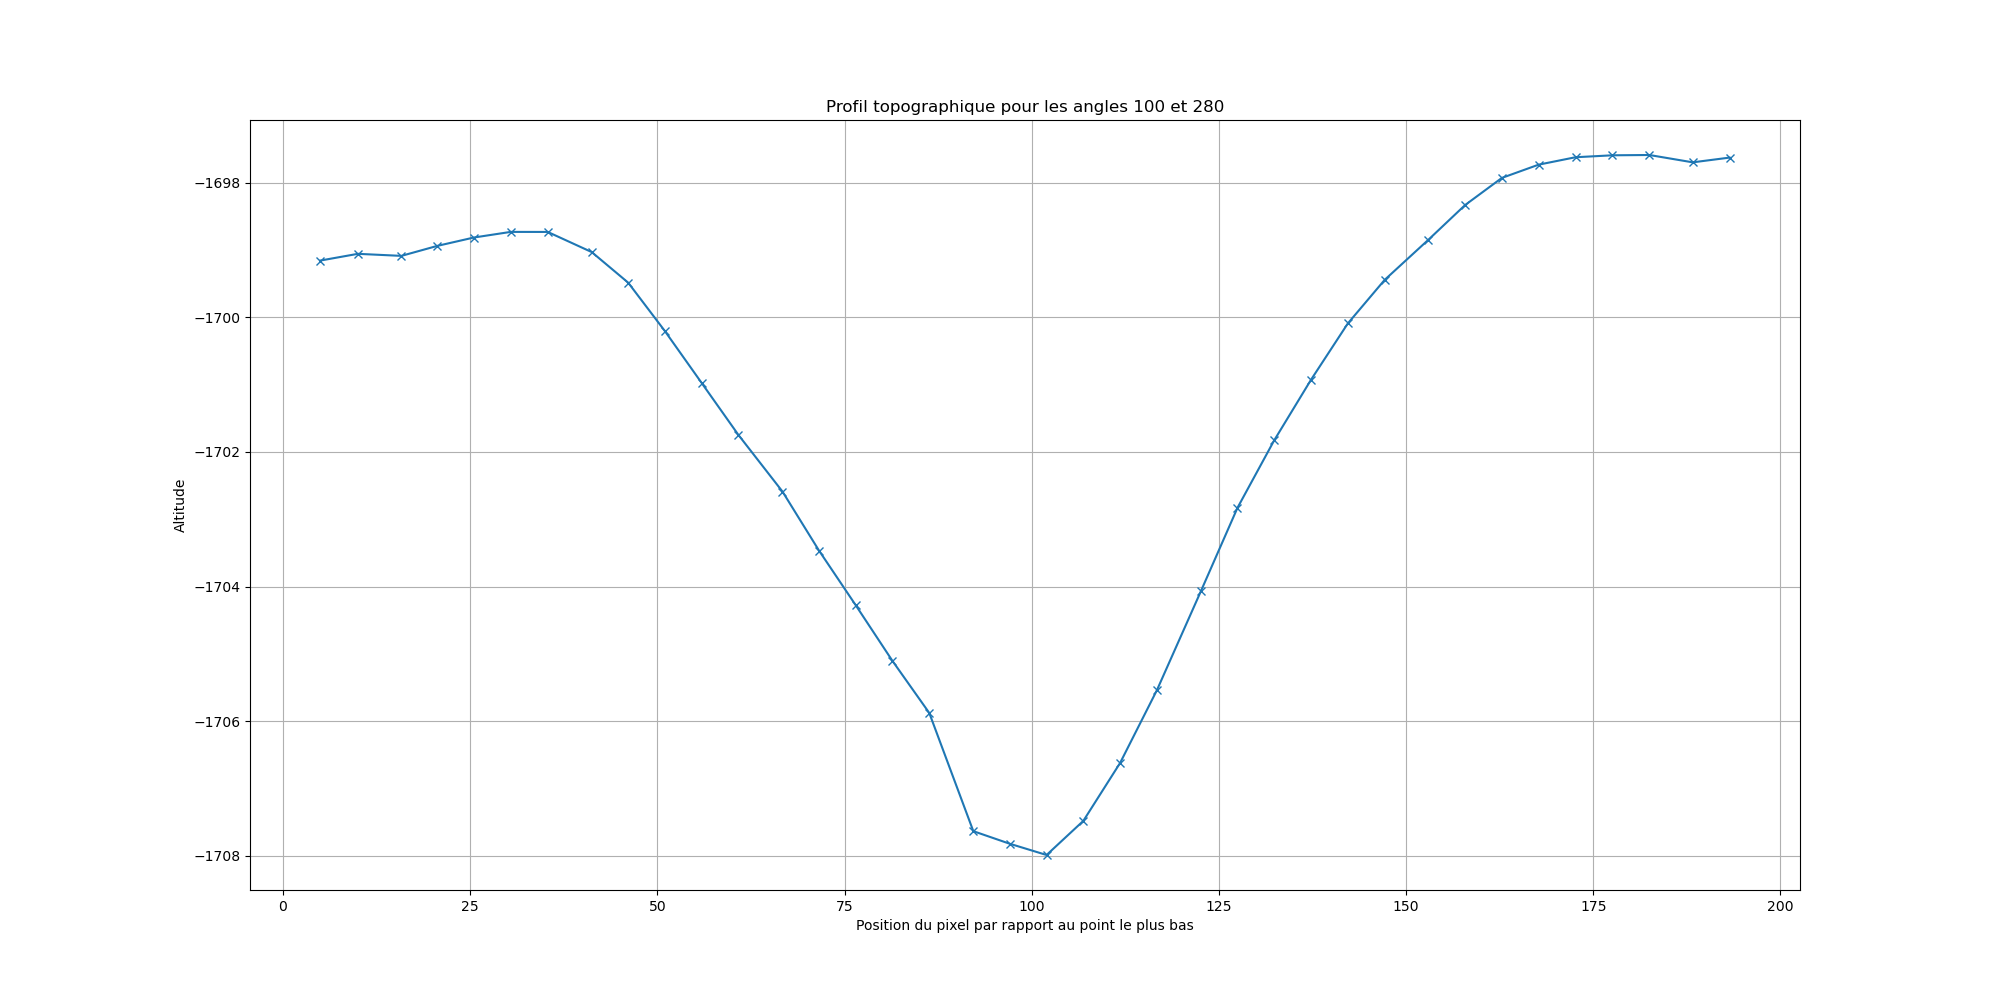 Profil topographique pour les angles 100 et 280
−1698
−1700
−1702
−1704
−1706
−1708
Altitude
0 25 50 75 100 125 150 175 200
Position du pixel par rapport au point le plus bas